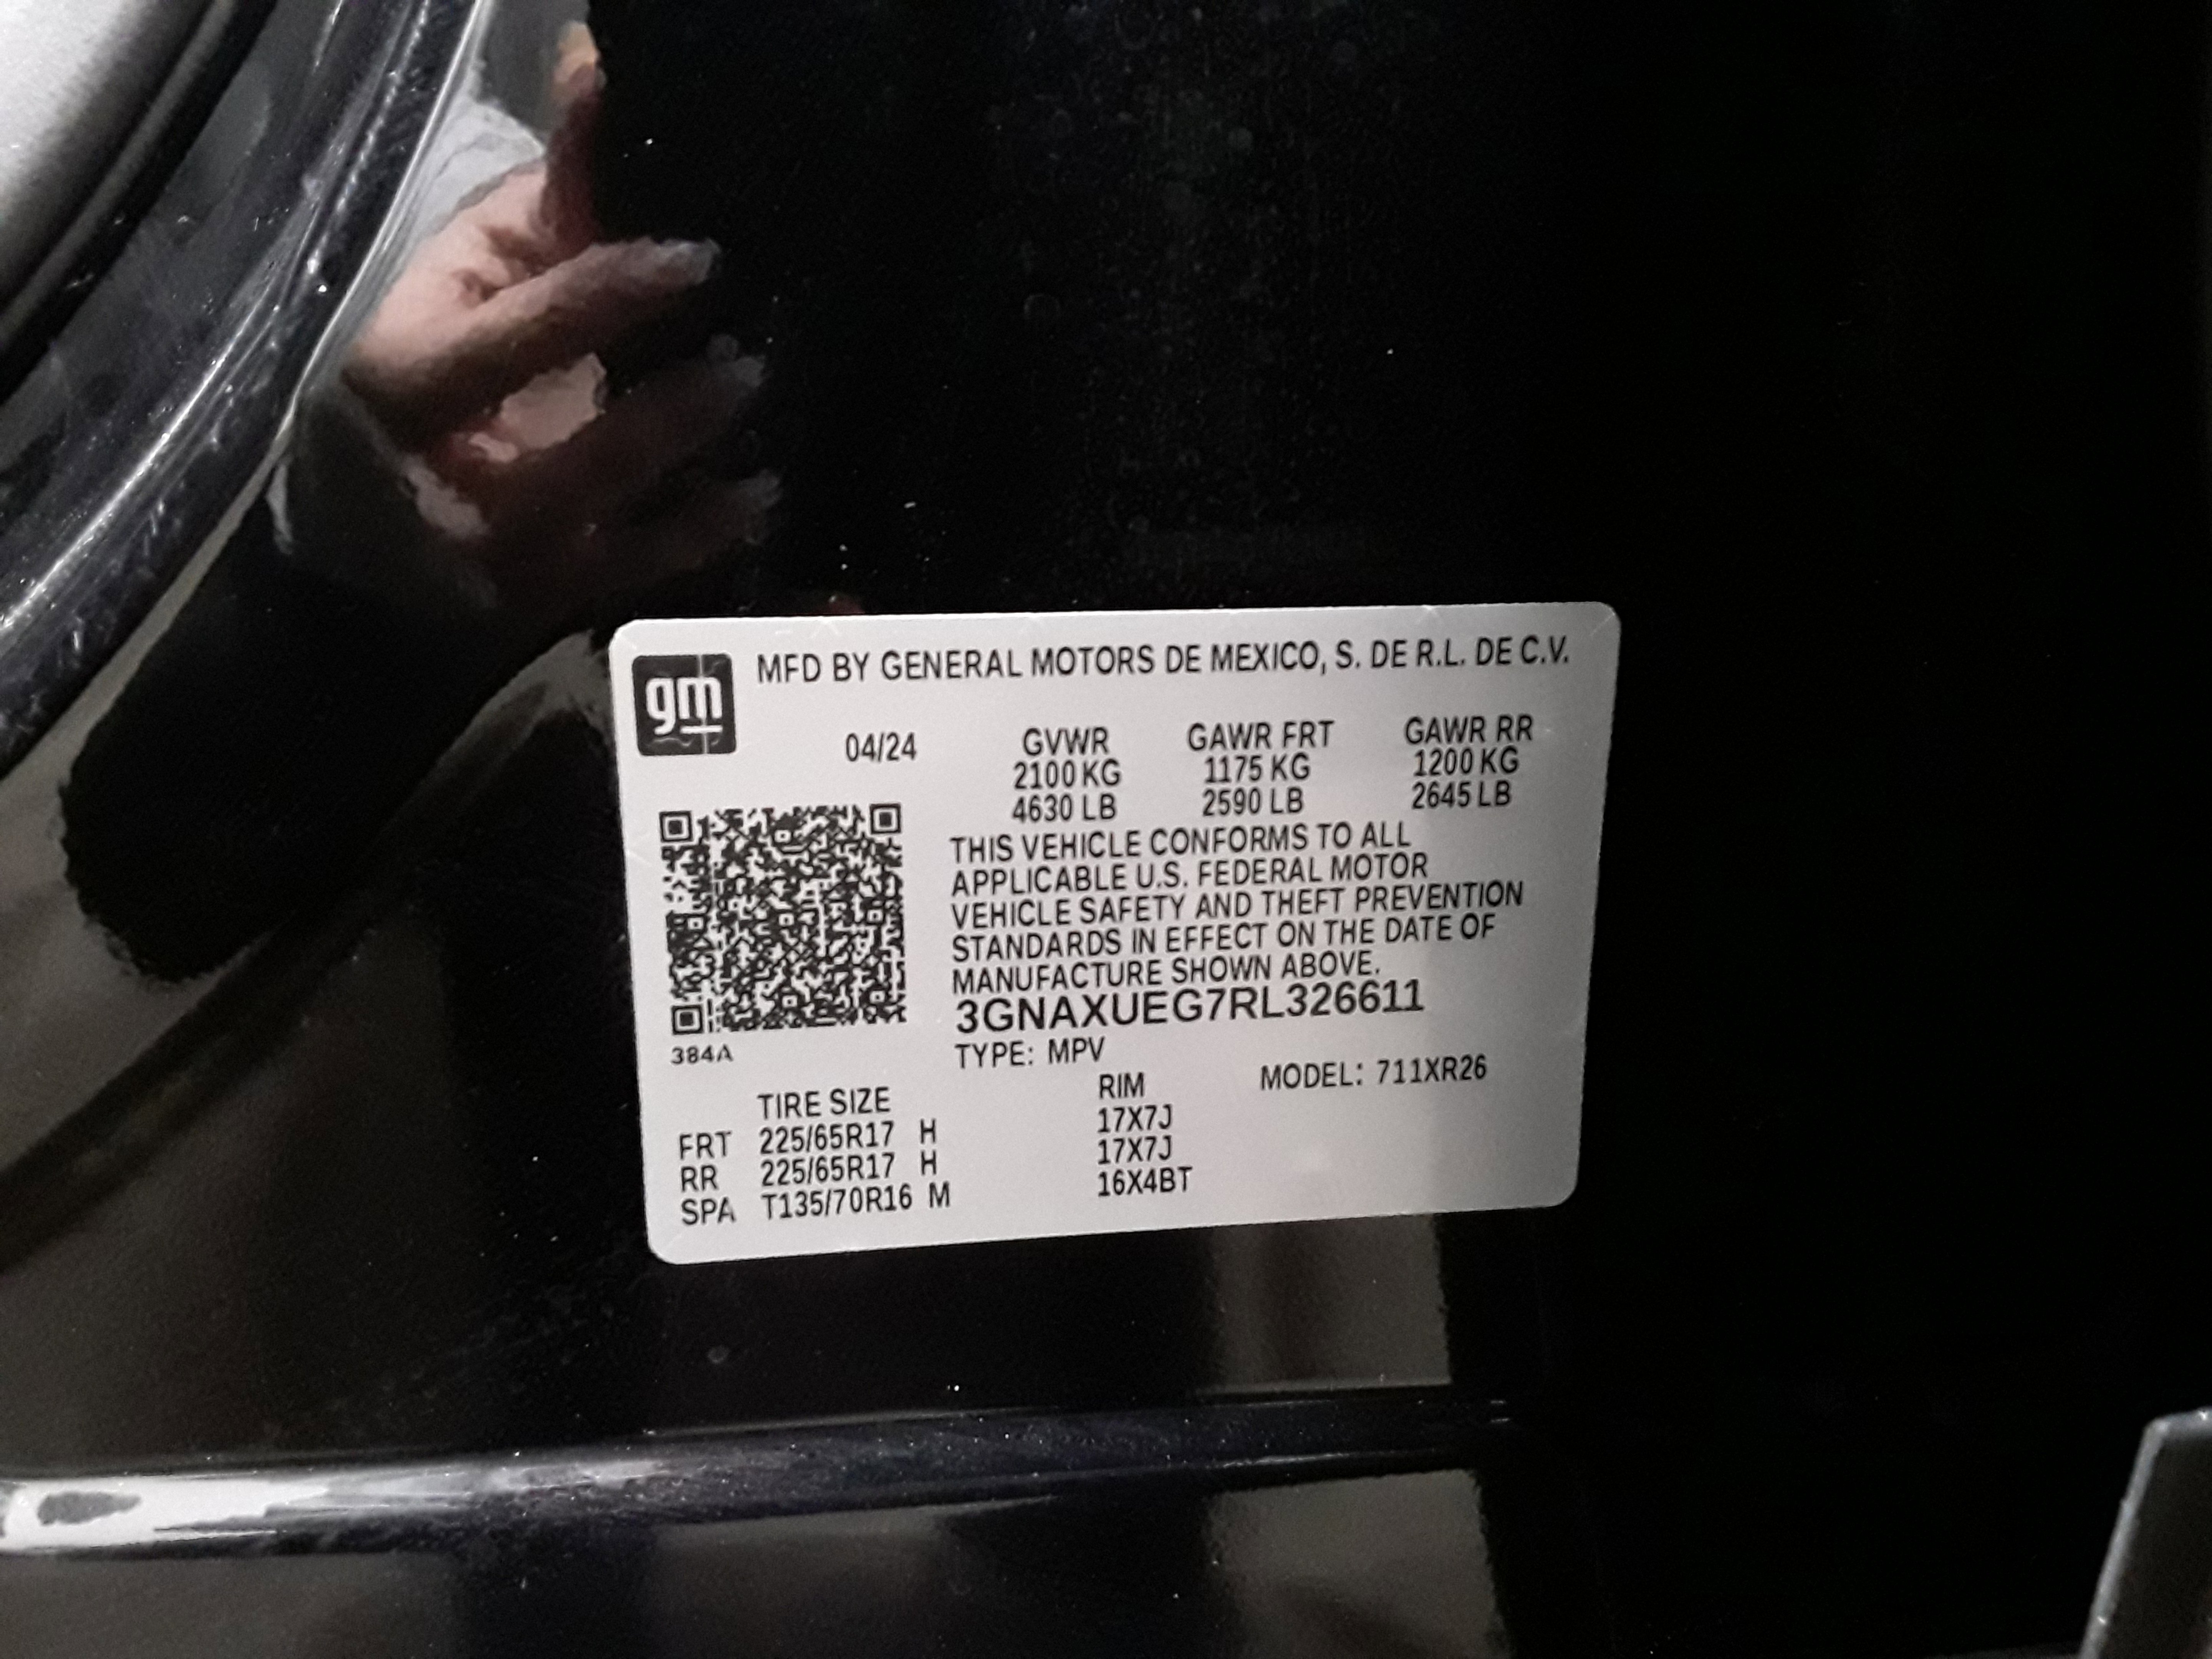 gm
MFD BY GENERAL MOTORS DE MEXICO, S. DE R.L. DE C.V.
04/24 GVWR GAWR FRT GAWR RR
2100 KG 1175 KG 1200 KG
4630 LB 2590 LB 2645 LB
THIS VEHICLE CONFORMS TO ALL
APPLICABLE U.S. FEDERAL MOTOR
VEHICLE SAFETY AND THEFT PREVENTION
STANDARDS IN EFFECT ON THE DATE OF
MANUFACTURE SHOWN ABOVE.
3GNAXUEG7RL326611
384A
TYPE: MPV
MODEL: 711XR26
TIRE SIZE RIM
FRT 225/65R17 H 17X7J
RR 225/65R17 H 17X7J
SPA T135/70R16 M 16X4BT